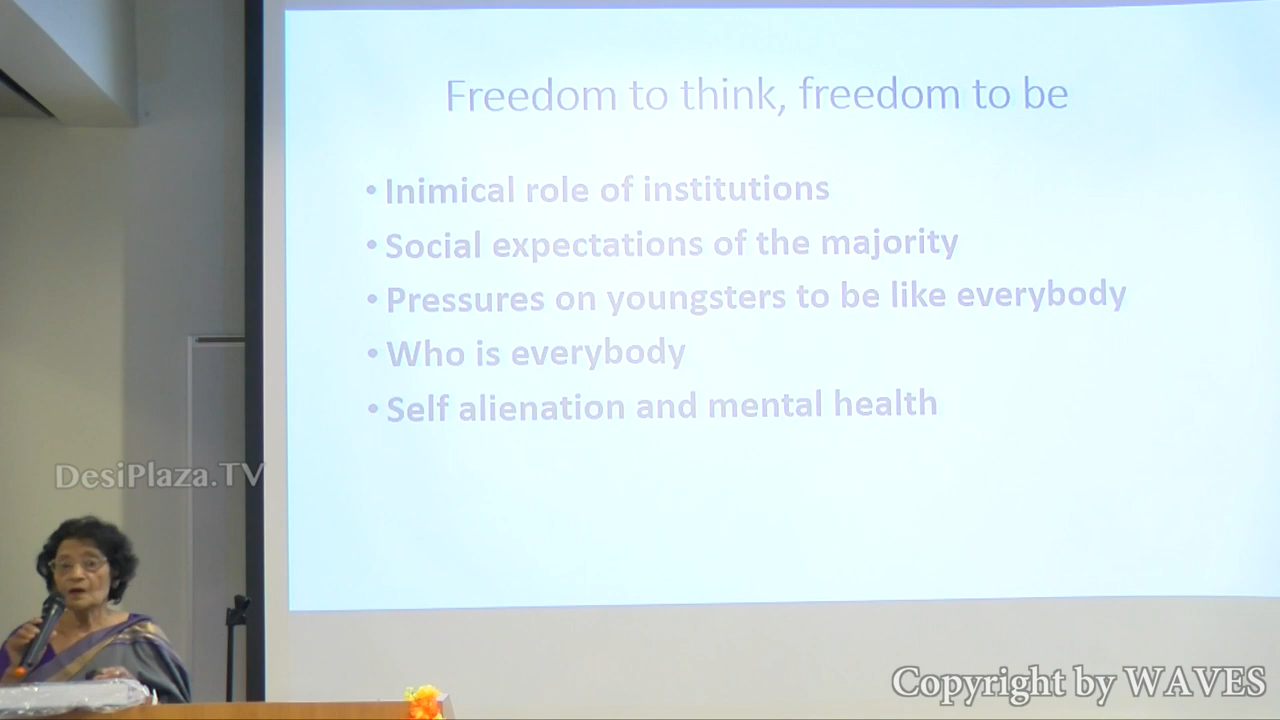 Freedom to think, freedom to be
• Inimical role of institutions
• Social expectations of the majority
• Pressures on youngsters to be like everybody
• Who is everybody
• Self alienation and mental health
DesiPlaza.TV
Copyright by WAVES